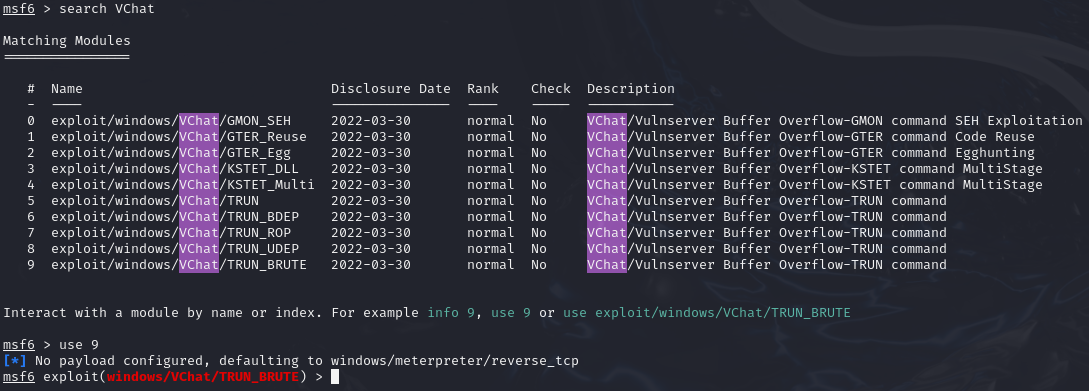 msf6 > search VChat
Matching Modules
================
# Name Disclosure Date Rank Check Description
- ---- --------------- ---- ----- -----------
0 exploit/windows/VChat/GMON_SEH 2022-03-30 normal No VChat/Vulnserver Buffer Overflow-GMON command SEH Exploitation
1 exploit/windows/VChat/GTER_Reuse 2022-03-30 normal No VChat/Vulnserver Buffer Overflow-GTER command Code Reuse
2 exploit/windows/VChat/GTER_Egg 2022-03-30 normal No VChat/Vulnserver Buffer Overflow-GTER command Egghunting
3 exploit/windows/VChat/KSTET_DLL 2022-03-30 normal No VChat/Vulnserver Buffer Overflow-KSTET command MultiStage
4 exploit/windows/VChat/KSTET_Multi 2022-03-30 normal No VChat/Vulnserver Buffer Overflow-KSTET command MultiStage
5 exploit/windows/VChat/TRUN 2022-03-30 normal No VChat/Vulnserver Buffer Overflow-TRUN command
6 exploit/windows/VChat/TRUN_BDEP 2022-03-30 normal No VChat/Vulnserver Buffer Overflow-TRUN command
7 exploit/windows/VChat/TRUN_ROP 2022-03-30 normal No VChat/Vulnserver Buffer Overflow-TRUN command
8 exploit/windows/VChat/TRUN_UDEP 2022-03-30 normal No VChat/Vulnserver Buffer Overflow-TRUN command
9 exploit/windows/VChat/TRUN_BRUTE 2022-03-30 normal No VChat/Vulnserver Buffer Overflow-TRUN command
Interact with a module by name or index. For example info 9, use 9 or use exploit/windows/VChat/TRUN_BRUTE
msf6 > use 9
[*] No payload configured, defaulting to windows/meterpreter/reverse_tcp
msf6 exploit(windows/VChat/TRUN_BRUTE) >